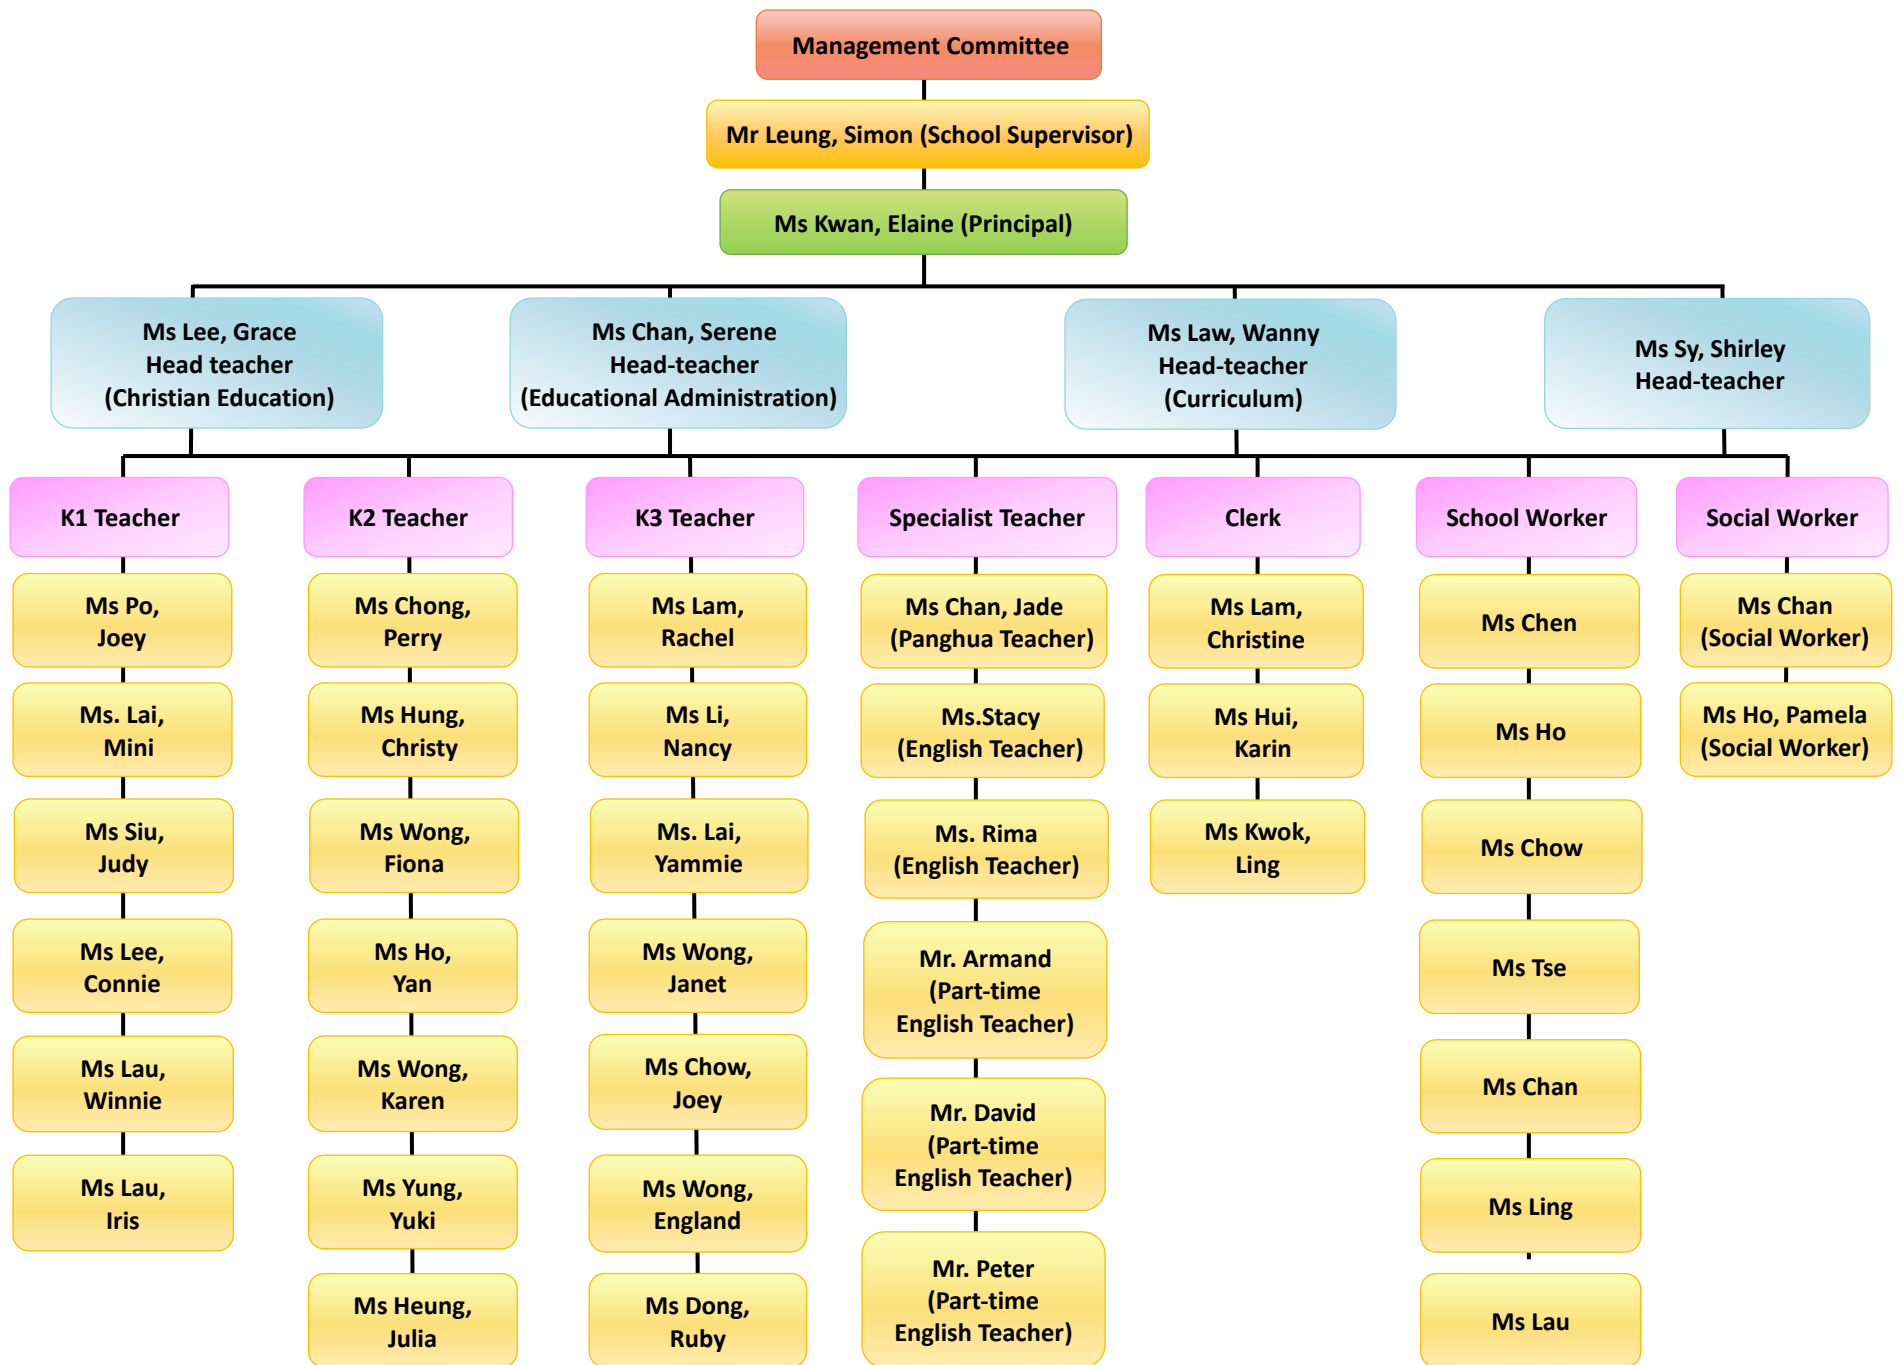 Management Committee
Mr Leung, Simon (School Supervisor)
Ms Kwan, Elaine (Principal)
Ms Lee, Grace
Head teacher
(Christian Education)
Ms Chan, Serene
Head-teacher
(Educational Administration)
Ms Law, Wanny
Head-teacher
(Curriculum)
Ms Sy, Shirley
Head-teacher
K1 Teacher
Ms Po,
Joey
Ms. Lai,
Mini
Ms Siu,
Judy
Ms Lee,
Connie
Ms Lau,
Winnie
Ms Lau,
Iris
K2 Teacher
Ms Chong,
Perry
Ms Hung,
Christy
Ms Wong,
Fiona
Ms Ho,
Yan
Ms Wong,
Karen
Ms Yung,
Yuki
Ms Heung,
Julia
K3 Teacher
Ms Lam,
Rachel
Ms Li,
Nancy
Ms. Lai,
Yammie
Ms Wong,
Janet
Ms Chow,
Joey
Ms Wong,
England
Ms Dong,
Ruby
Specialist Teacher
Ms Chan, Jade
(Panghua Teacher)
Ms.Stacy
(English Teacher)
Ms. Rima
(English Teacher)
Mr. Armand
(Part-time
English Teacher)
Mr. David
(Part-time
English Teacher)
Mr. Peter
(Part-time
English Teacher)
Clerk
Ms Lam,
Christine
Ms Hui,
Karin
Ms Kwok,
Ling
School Worker
Ms Chen
Ms Ho
Ms Chow
Ms Tse
Ms Chan
Ms Ling
Ms Lau
Social Worker
Ms Chan
(Social Worker)
Ms Ho, Pamela
(Social Worker)